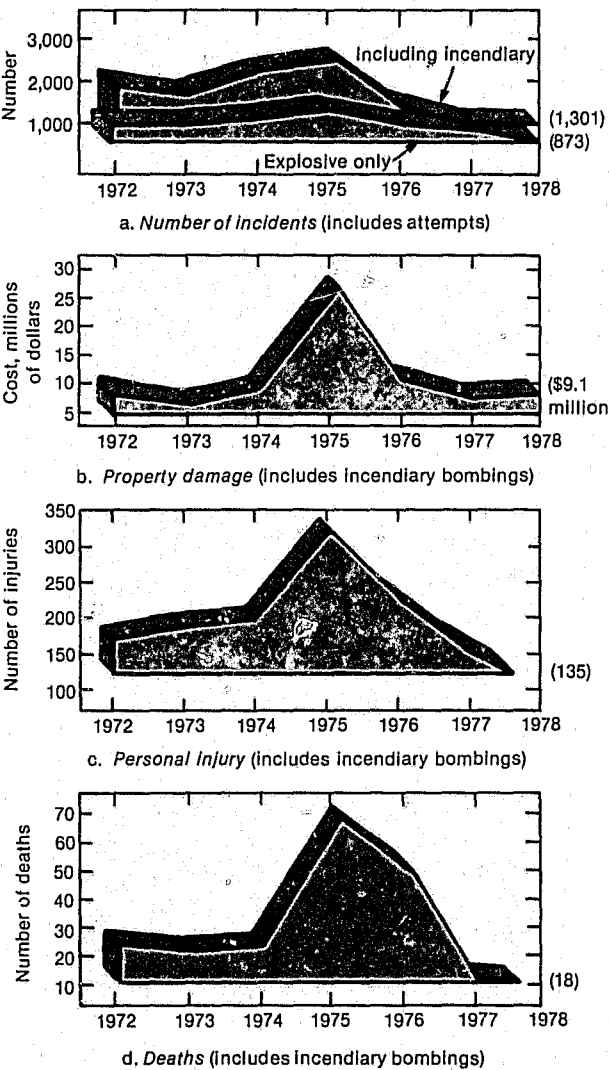 Number
3,000
2,000
1,000
Including incendiary
(1,301)
(873)
Explosive only
1972 1973 1974 1975 1976 1977 1978
a. Number of incidents (includes attempts)
Cost, millions
of dollars
30
25
20
15
10
5
($9.1
million
1972 1973 1974 1975 1976 1977 1978
b. Property damage (includes incendiary bombings)
Number of injuries
350
300
250
200
150
100
(135)
1972 1973 1974 1975 1976 1977 1978
c. Personal Injury (includes incendiary bombings)
Number of deaths
70
60
50
40
30
20
10
(18)
1972 1973 1974 1975 1976 1977 1978
d. Deaths (includes incendiary bombings)